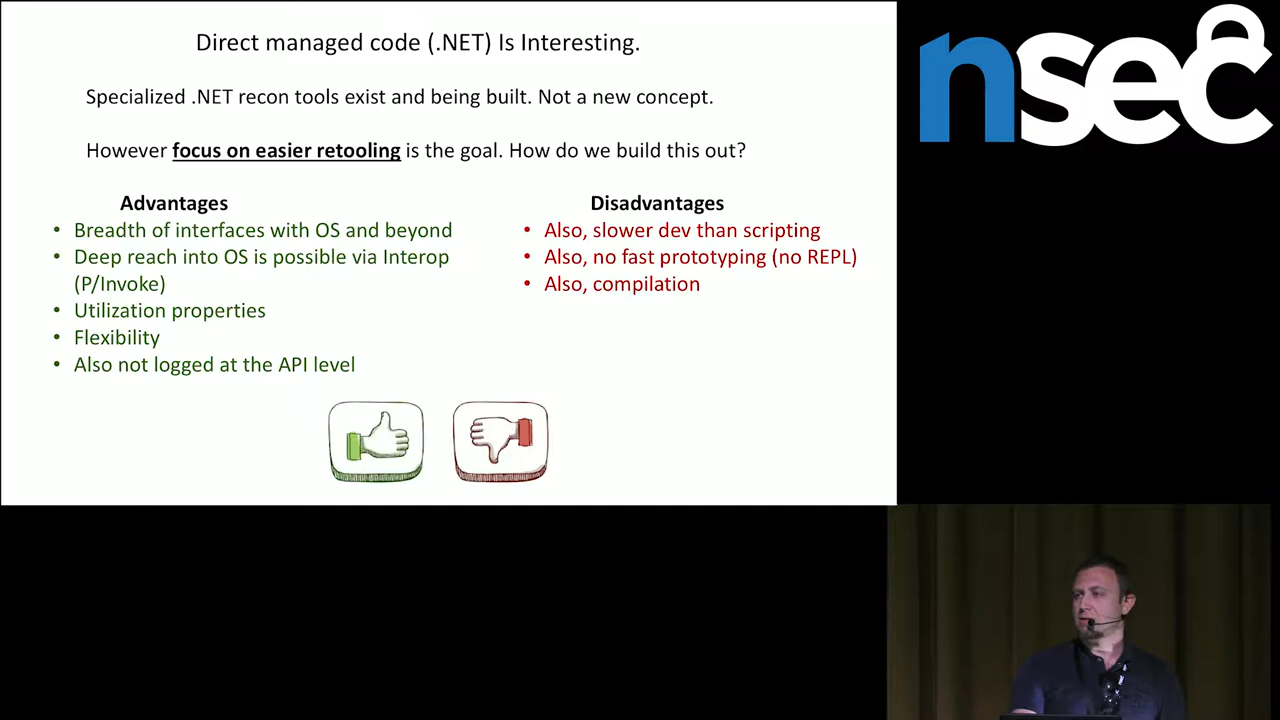 Direct managed code (.NET) Is Interesting.
Specialized .NET recon tools exist and being built. Not a new concept.
However focus on easier retooling is the goal. How do we build this out?
Advantages
• Breadth of interfaces with OS and beyond
• Deep reach into OS is possible via Interop
(P/Invoke)
• Utilization properties
• Flexibility
• Also not logged at the API level
Disadvantages
• Also, slower dev than scripting
• Also, no fast prototyping (no REPL)
• Also, compilation
nsec